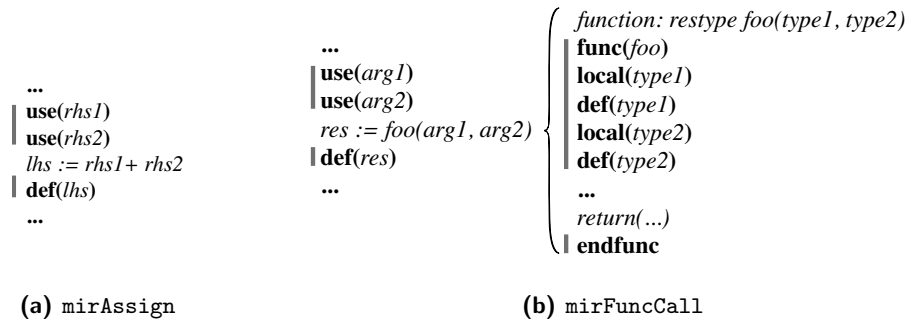 ...
use(rhs1)
use(rhs2)
lhs := rhs1+ rhs2
def(lhs)
...
(a) mirAssign
...
use(arg1)
use(arg2)
res := foo(arg1, arg2)
def(res)
...
function: restype foo(type1, type2)
func(foo)
local(type1)
def(type1)
local(type2)
def(type2)
...
return(...)
endfunc
(b) mirFuncCall